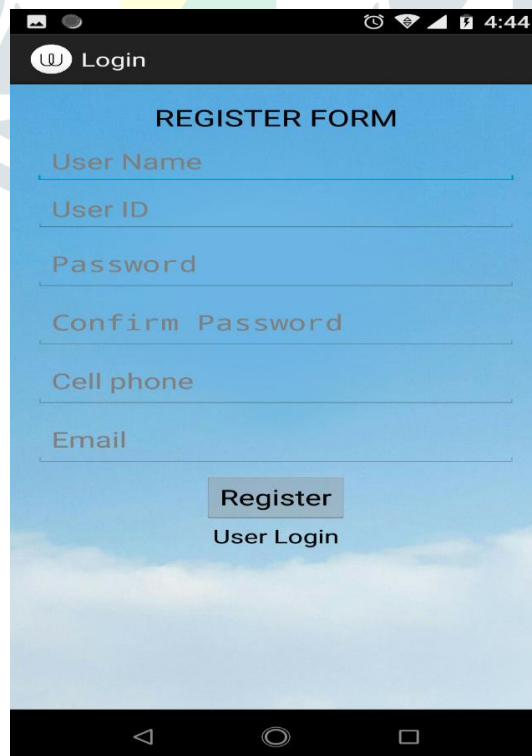 4:44
Login
REGISTER FORM
User Name
User ID
Password
Confirm Password
Cell phone
Email
Register
User Login